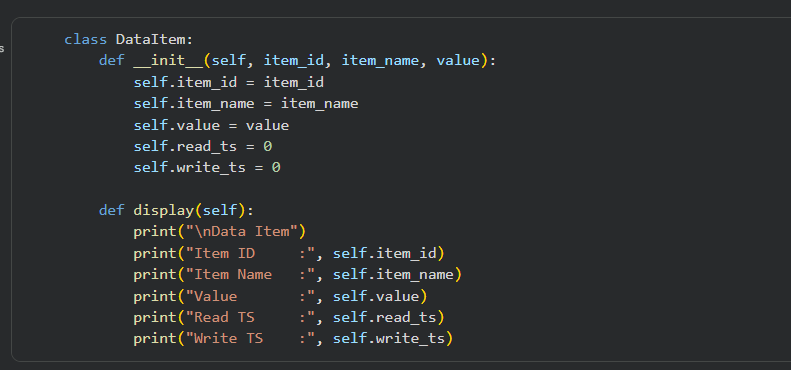 s
class DataItem:
    def __init__(self, item_id, item_name, value):
        self.item_id = item_id
        self.item_name = item_name
        self.value = value
        self.read_ts = 0
        self.write_ts = 0

    def display(self):
        print("\nData Item")
        print("Item ID     :", self.item_id)
        print("Item Name   :", self.item_name)
        print("Value       :", self.value)
        print("Read TS     :", self.read_ts)
        print("Write TS    :", self.write_ts)